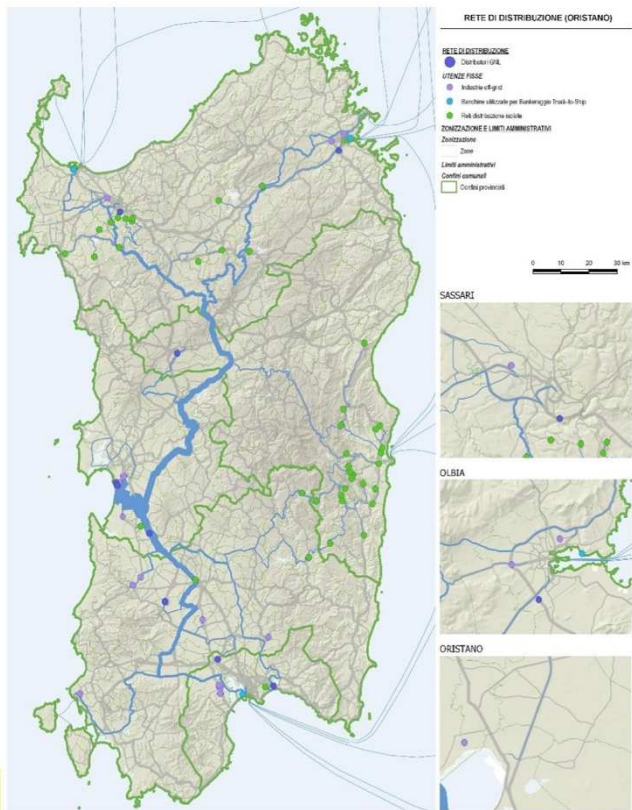 RETE DI DISTRIBUZIONE (ORISTANO)
RETE DI DISTRIBUZIONE
Distributori GNL
UTENZE FISSE
Industrie off-grid
Banchine utilizzate per Bunkeraggio Truck-to-Ship
Reti distribuzione isolate
ZONIZZAZIONE E LIMITI AMMINISTRATIVI
Zonizzazione
Zone
Limiti amministrativi
Confini comunali
Confini provinciali
0 10 20 30 km
SASSARI
OLBIA
ORISTANO